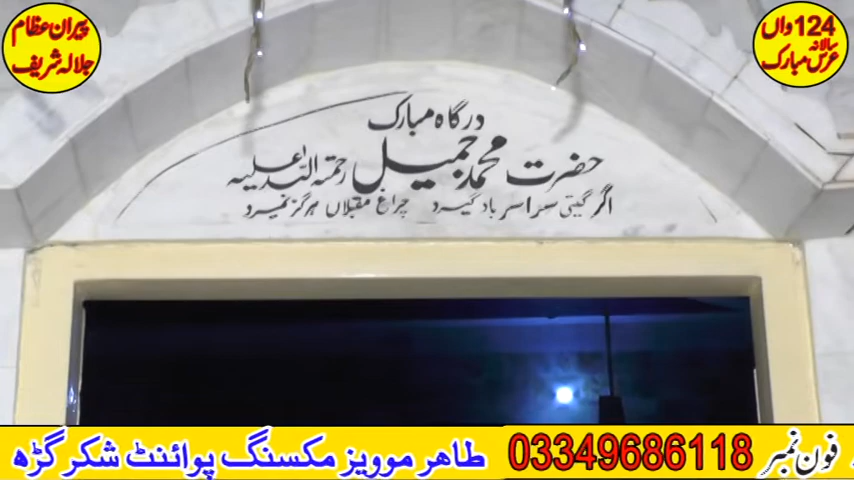 پیران عظام
جلالہ شریف
124 واں
سالانہ
عرس مبارک
درگاہ مبارک
حضرت محمد جمیل رحمتہ اللہ علیہ
اگر گیتی سراسر باد گیرد چراغ مقبلاں ہرگز نمیرد
فون نمبر 03349686118 طاھر موویز مکسنگ پوائنٹ شکر گڑھ